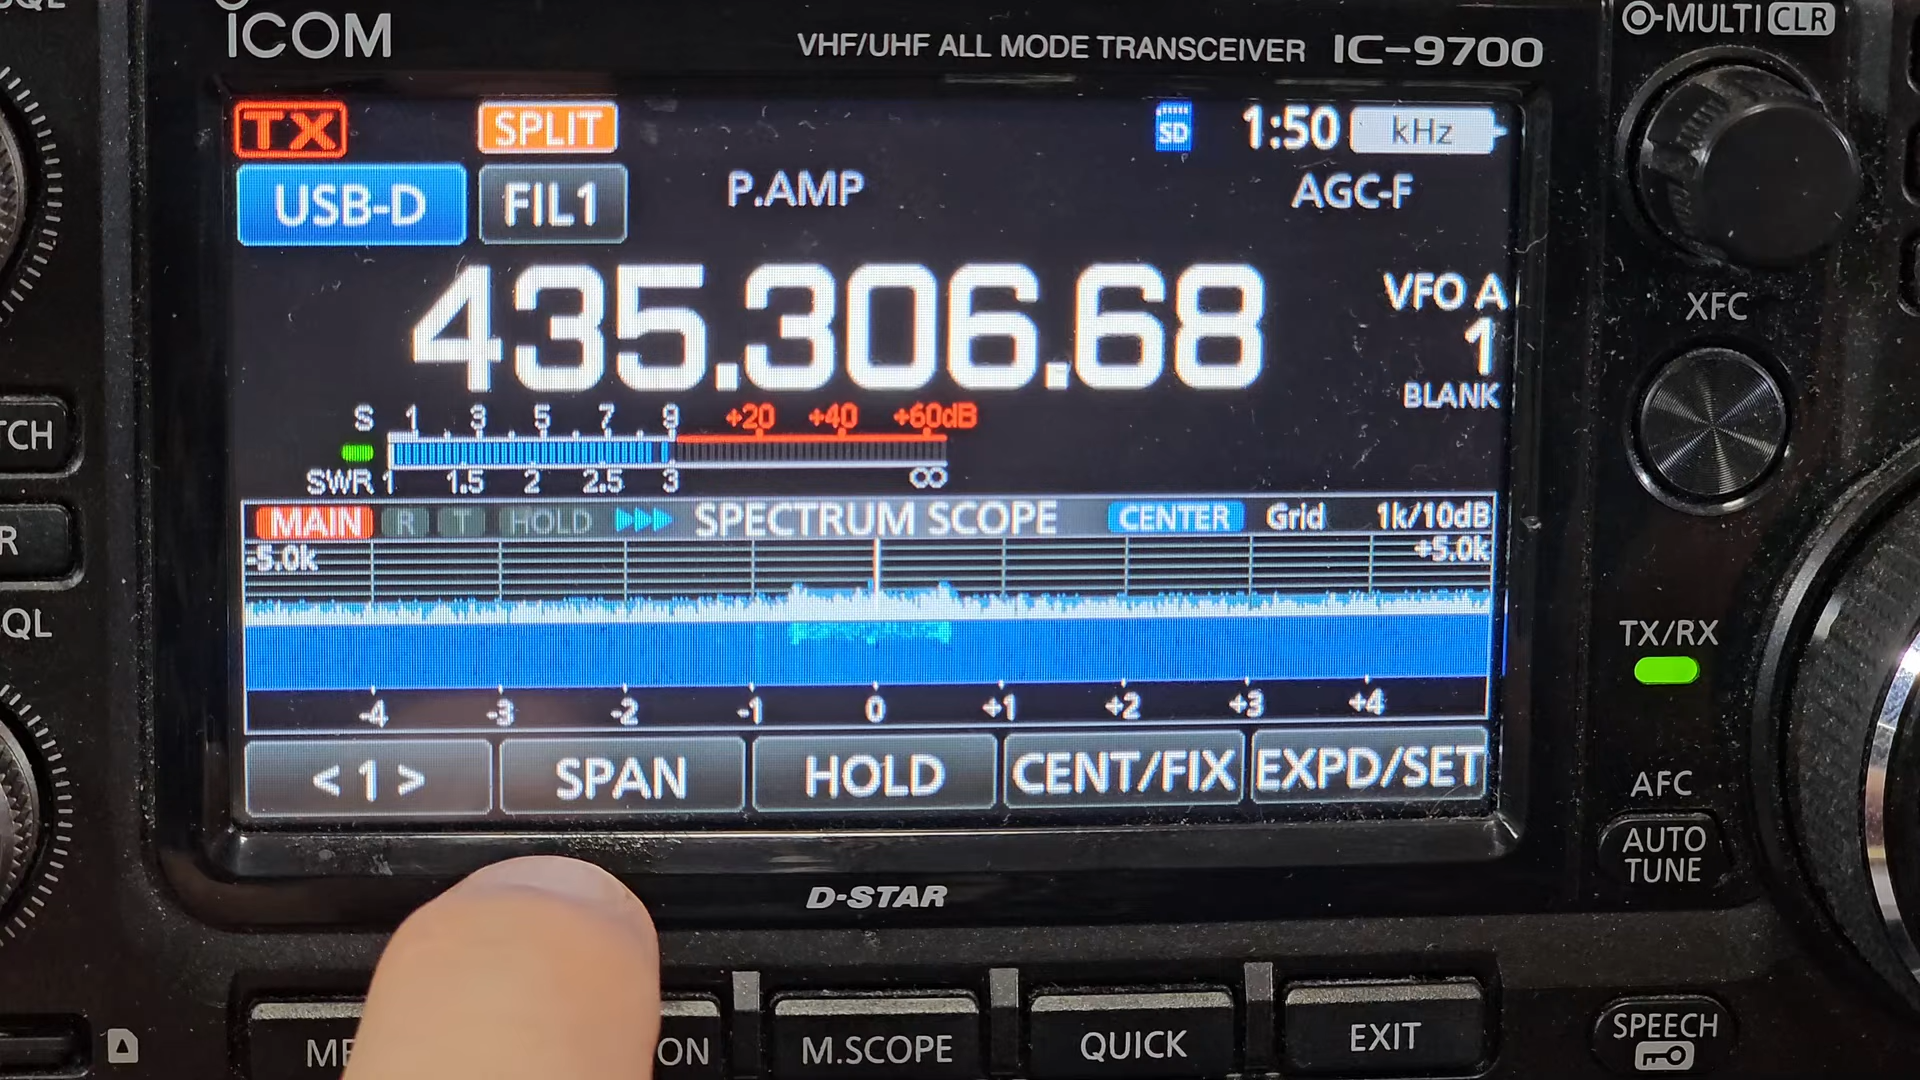 ICOM
VHF/UHF ALL MODE TRANSCEIVER IC-9700
MULTI CLR
TX SPLIT SD 1:50 kHz
USB-D FIL1 P.AMP AGC-F
435.306.68
VFO A
1
BLANK
XFC
S 1 3 5 7 9 +20 +40 +60dB
SWR 1 1.5 2 2.5 3 ∞
MAIN R T HOLD SPECTRUM SCOPE CENTER Grid 1k/10dB
-5.0k +5.0k
-4 -3 -2 -1 0 +1 +2 +3 +4
TX/RX
< 1 > SPAN HOLD CENT/FIX EXPD/SET
AFC
AUTO
TUNE
D-STAR
M.SCOPE QUICK EXIT
SPEECH